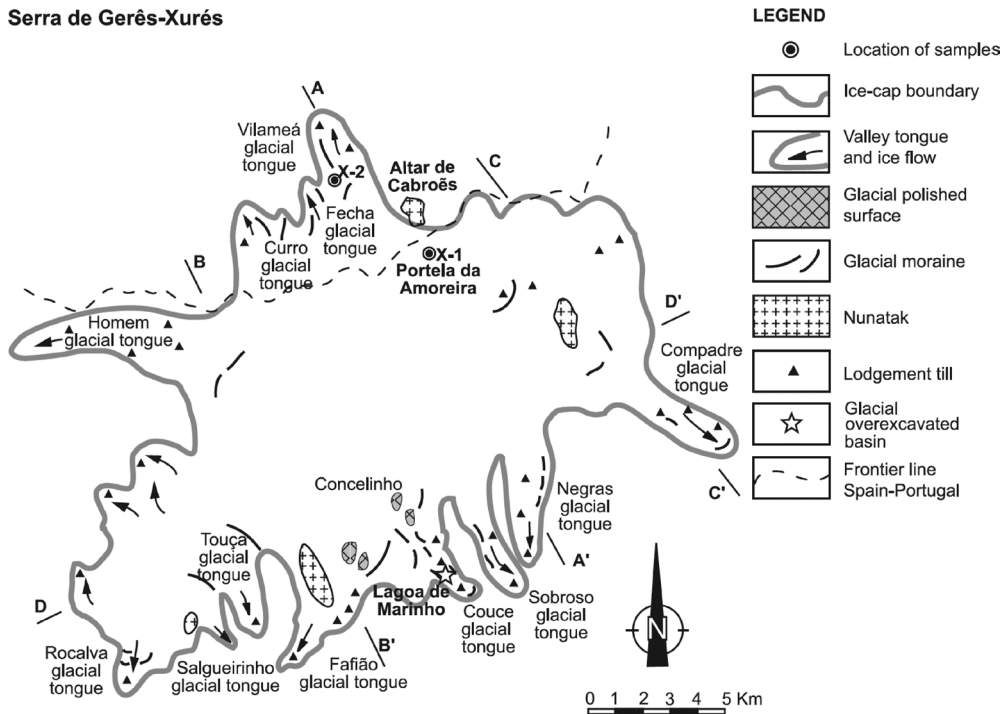 Serra de Gerês-Xurés
A
Vilameá
glacial
tongue
X-2
Altar de
Cabroẽs
C
Fecha
glacial
tongue
Curro
glacial
tongue
X-1
Portela da
Amoreira
B
Homem
glacial tongue
D'
Compadre
glacial
tongue
C'
Concelinho
Negras
glacial
tongue
A'
Touça
glacial
tongue
D
Lagoa de
Marinho
Couce
glacial
tongue
Sobroso
glacial
tongue
Rocalva
glacial
tongue
Salgueirinho
glacial tongue
B'
Fafião
glacial tongue
N
0 1 2 3 4 5 Km
LEGEND
Location of samples
Ice-cap boundary
Valley tongue
and ice flow
Glacial polished
surface
Glacial moraine
Nunatak
Lodgement till
Glacial
overexcavated
basin
Frontier line
Spain-Portugal